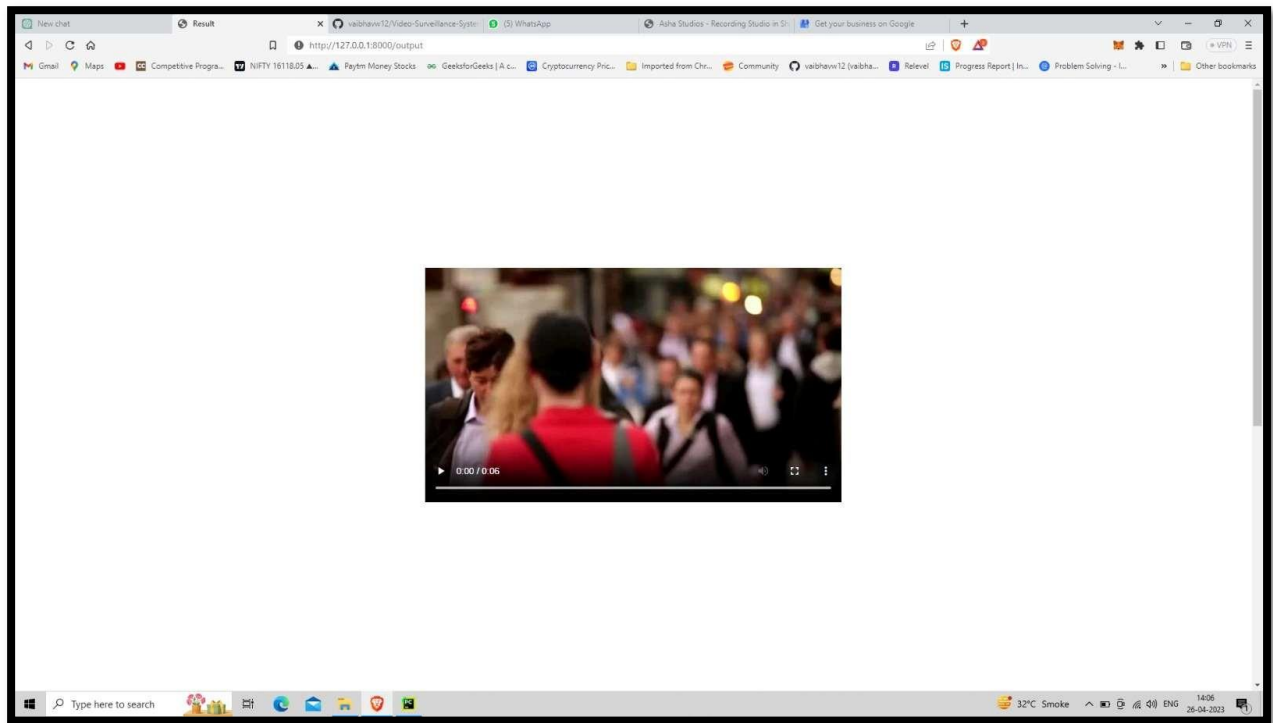 New chat
Result
vaibhavw12/Video-Surveillance-Syste
(5) WhatsApp
Asha Studios - Recording Studio in Sh
Get your business on Google
http://127.0.0.1:8000/output
VPN
Gmail
Maps
CC Competitive Progra...
NIFTY 16118.05 ▲...
Paytm Money Stocks
GeeksforGeeks | A c...
Cryptocurrency Pric...
Imported from Chr...
Community
vaibhavw12 (vaibha...
Relevel
IS Progress Report | In...
Problem Solving - I...
»
Other bookmarks
0:00 / 0:06
Type here to search
32°C Smoke
ENG
14:06
26-04-2023